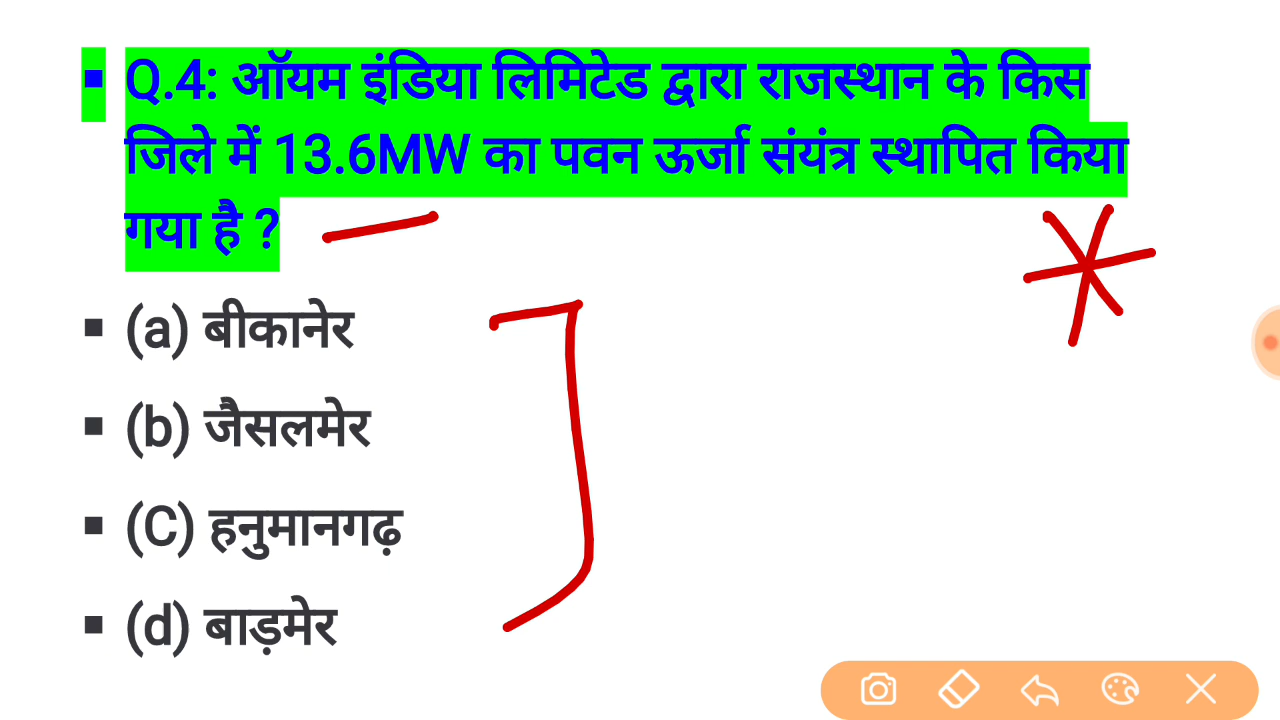 ▪ Q.4: ऑयम इंडिया लिमिटेड द्वारा राजस्थान के किस
जिले में 13.6MW का पवन ऊर्जा संयंत्र स्थापित किया
गया है ?
▪ (a) बीकानेर
▪ (b) जैसलमेर
▪ (C) हनुमानगढ़
▪ (d) बाड़मेर